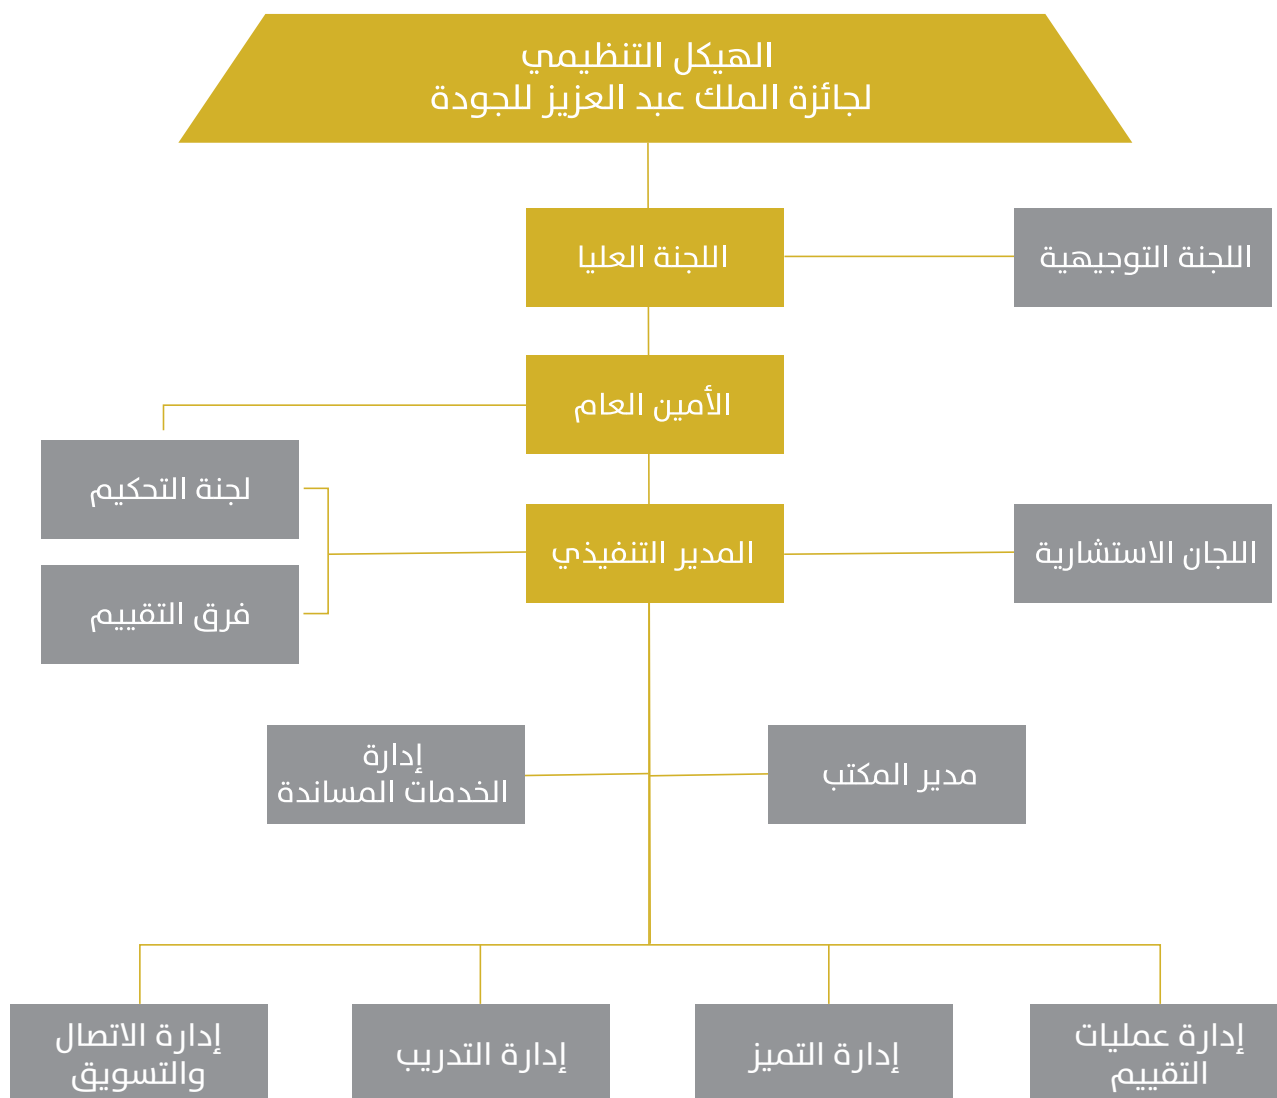 الهيكل التنظيمي
لجائزة الملك عبد العزيز للجودة
اللجنة العليا
اللجنة التوجيهية
الأمين العام
لجنة التحكيم
المدير التنفيذي
اللجان الاستشارية
فرق التقييم
مدير المكتب
إدارة
الخدمات المساندة
إدارة عمليات
التقييم
إدارة التميز
إدارة التدريب
إدارة الاتصال
والتسويق